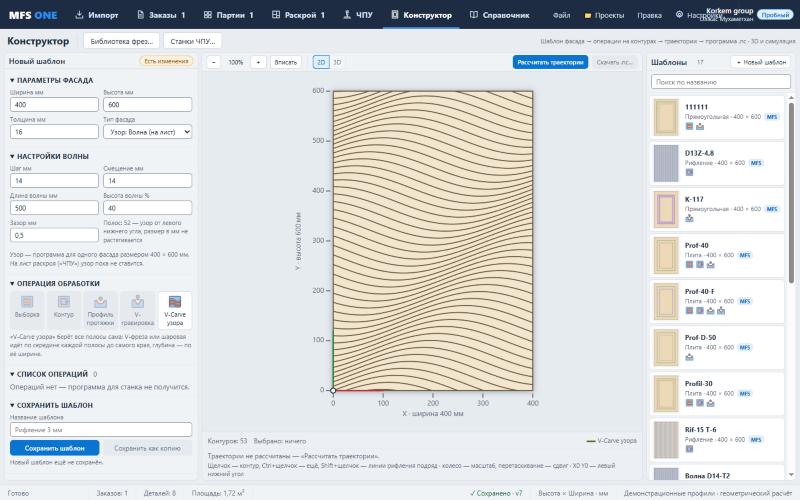 MFS ONE
Импорт
Заказы 1
Партии 1
Раскрой 1
ЧПУ
Конструктор
Справочник
Файл
Проекты
Правка
Настройки
Korkem group
Пробный
Конструктор
Библиотека фрез...
Станки ЧПУ...
Шаблон фасада → операции на контурах → траектории → программа .nc · 3D и симуляция
Новый шаблон
Есть изменения
ПАРАМЕТРЫ ФАСАДА
Ширина мм
Высота мм
400
600
Толщина мм
Тип фасада
16
Узор: Волна (на лист)
НАСТРОЙКИ ВОЛНЫ
Шаг мм
Смещение мм
14
14
Длина волны мм
Высота волны %
500
40
Зазор мм
0,5
Полос: 52 — узор от левого
нижнего угла, размер в мм не
растягивается
Узор — программа для одного фасада размером 400 × 600 мм.
На лист раскроя («ЧПУ») узор пока не ставится.
ОПЕРАЦИЯ ОБРАБОТКИ
Выборка
Контур
Профиль
протяжки
V-
гравировка
V-Carve
узора
«V-Carve узора» берёт все полосы сама: V-фреза или шаровая
идёт по середине каждой полосы до самого края, глубина — по
её ширине.
СПИСОК ОПЕРАЦИЙ 0
Операций нет — программа для станка не получится.
СОХРАНИТЬ ШАБЛОН
Название шаблона
Рифление 3 мм
Сохранить шаблон
Сохранить как копию
Новый шаблон ещё не сохранён.
−
100%
+
Вписать
2D
3D
Рассчитать траектории
Скачать .nc...
600
500
400
300
200
100
0
Y · высота 600 мм
0
100
200
300
400
X · ширина 400 мм
Контуров: 53 Выбрано: ничего
V-Carve узора
Траектории не рассчитаны — «Рассчитать траектории».
Щелчок — контур, Ctrl+щелчок — ещё, Shift+щелчок — линии рифления подряд · колесо — масштаб, перетаскивание — сдвиг · X0 Y0 — левый
нижний угол
Шаблоны 17
+ Новый шаблон
Поиск по названию
111111
Прямоугольная · 400 × 600 MFS
D13Z-4.8
Рифление · 400 × 600 MFS
K-117
Прямоугольная · 400 × 600 MFS
Prof-40
Плита · 400 × 600 MFS
Prof-40-F
Плита · 400 × 600 MFS
Prof-D-50
Плита · 400 × 600 MFS
Profil-30
Плита · 400 × 600 MFS
Rif-15 T-6
Рифление · 400 × 600 MFS
Волна D14-T2
Готово
Заказы: 1
Деталей: 8
Площадь: 1,72 м²
✓ Сохранено · v7
Высота × Ширина · мм
Демонстрационные профили · геометрический расчёт